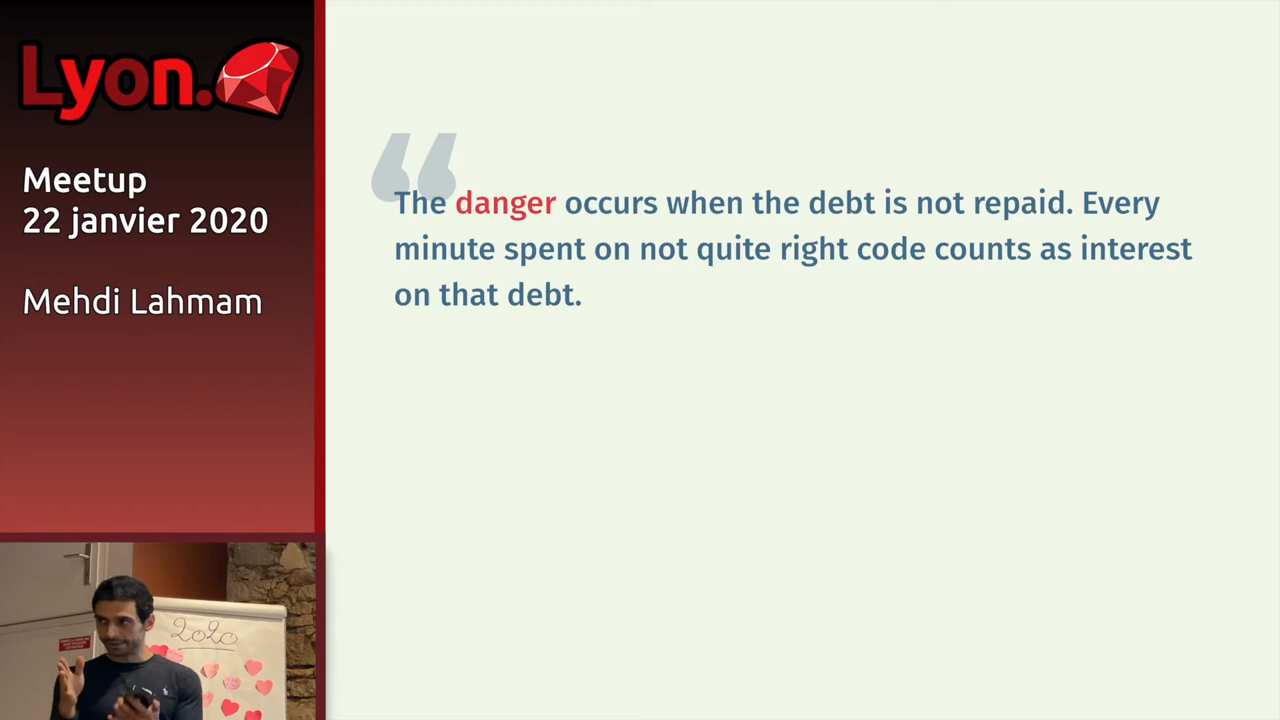 Lyon.
Meetup
22 janvier 2020
Mehdi Lahmam
“
The danger occurs when the debt is not repaid. Every
minute spent on not quite right code counts as interest
on that debt.
2020